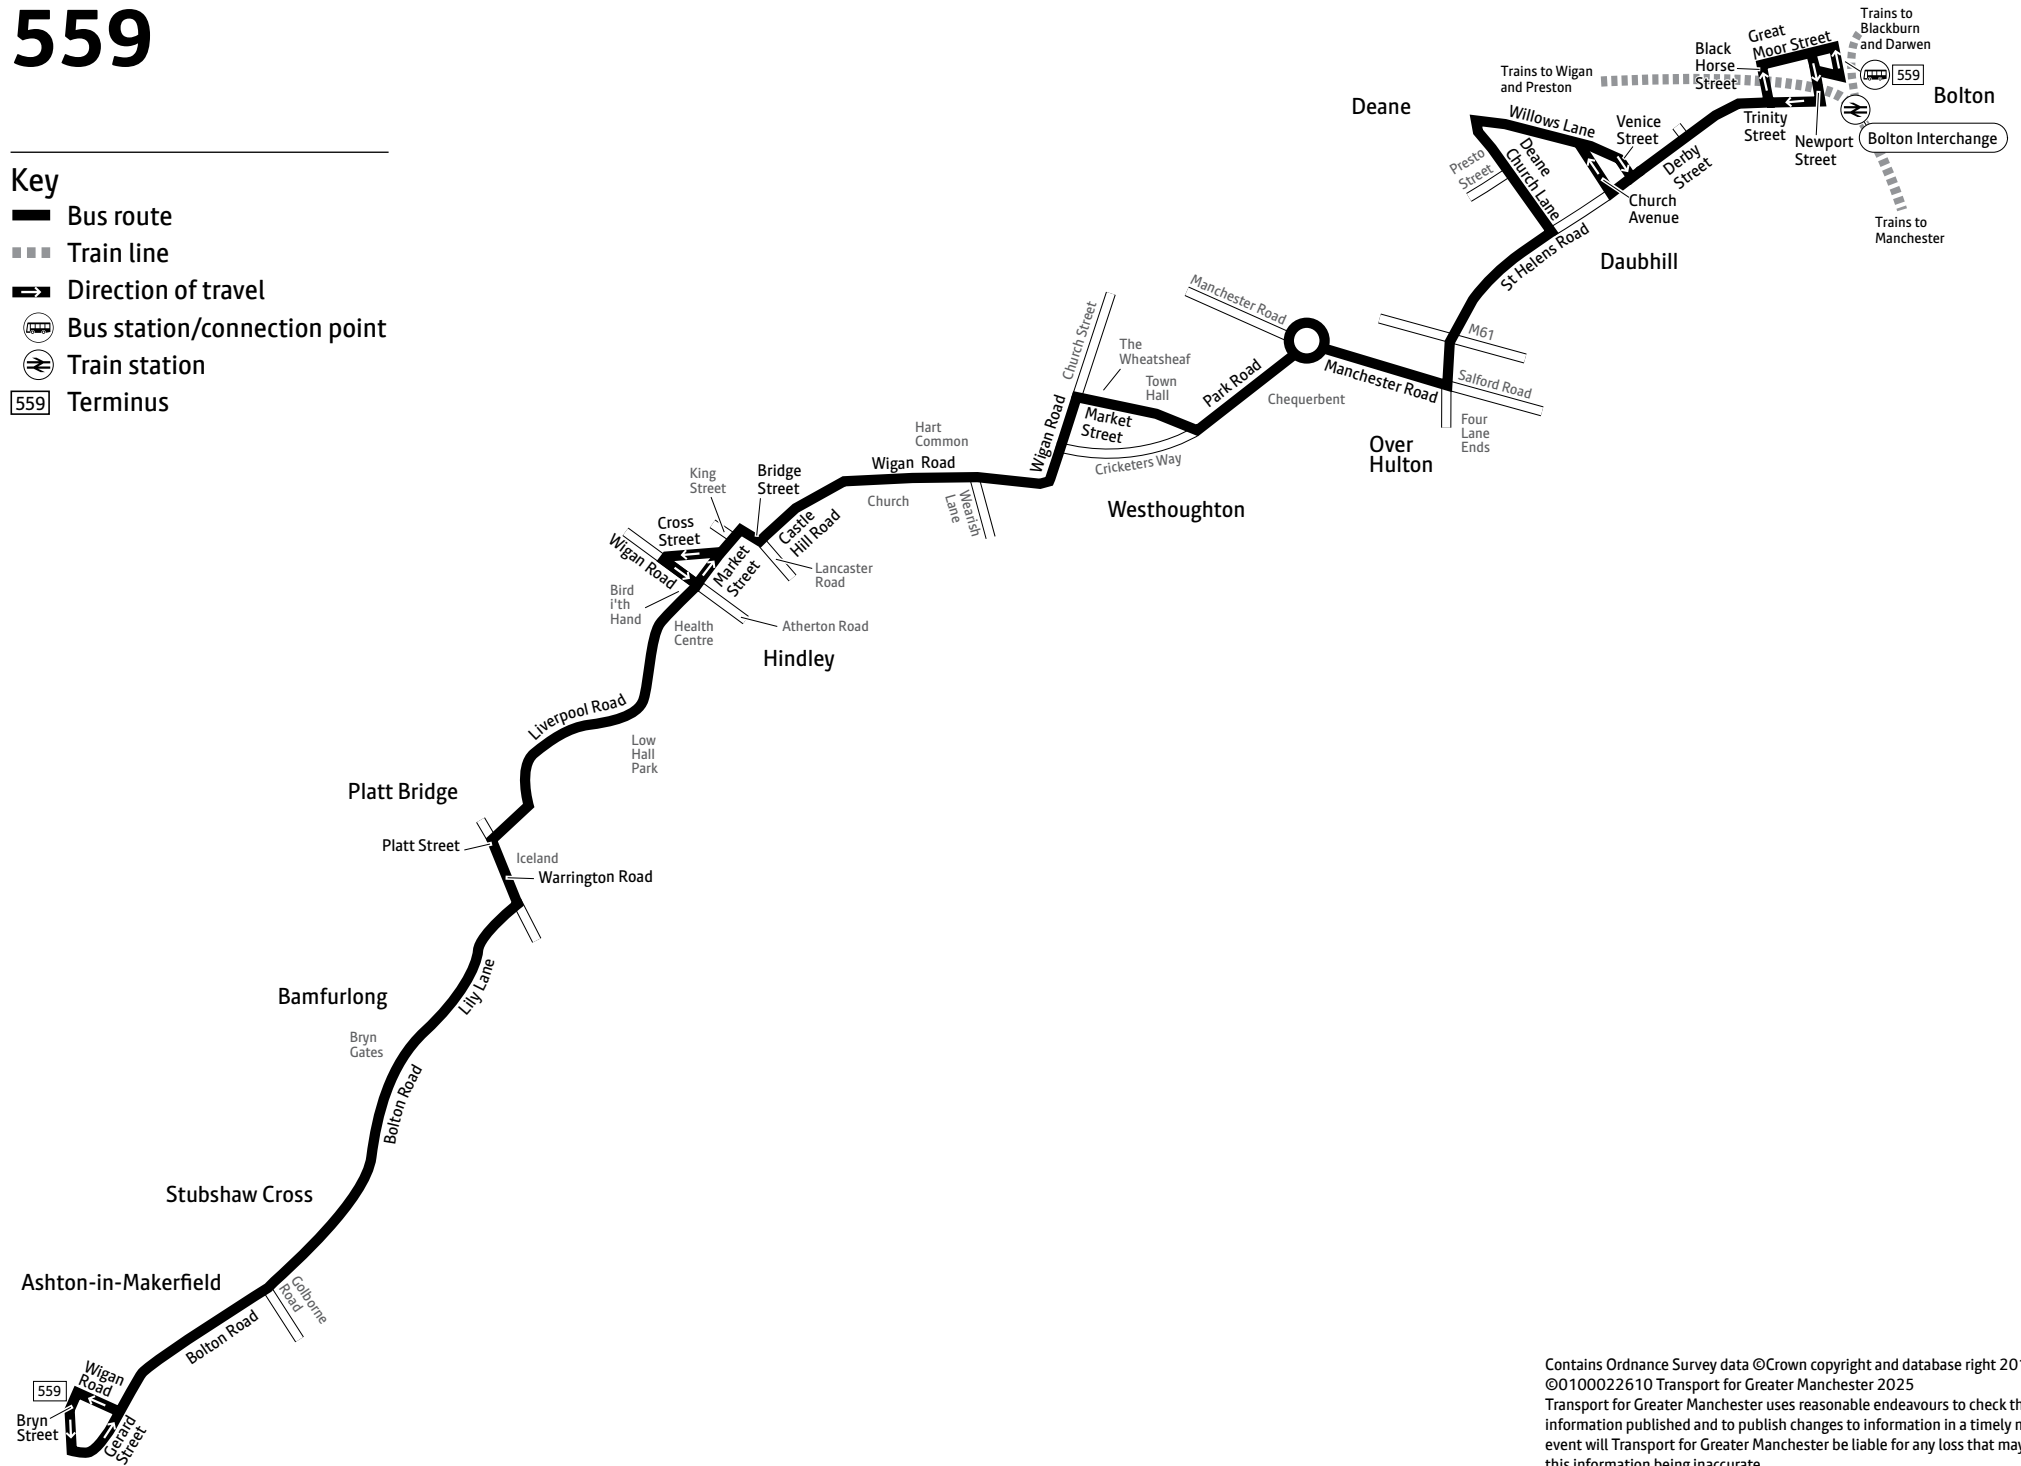 559
Key
Bus route
Train line
Direction of travel
Bus station/connection point
Train station
559 Terminus
Trains to
Blackburn
and Darwen
Great
Moor Street
Black
Horse
Street
Trains to Wigan
and Preston
559
Bolton
Bolton Interchange
Trinity
Street
Newport
Street
Trains to
Manchester
Deane
Willows Lane
Venice
Street
Derby
Street
Presto
Street
Deane
Church Lane
Church
Avenue
St Helens Road
Daubhill
M61
Manchester Road
Manchester Road
Salford Road
Four
Lane
Ends
Over
Hulton
Chequerbent
Park Road
Church Street
The
Wheatsheaf
Town
Hall
Market
Street
Cricketers Way
Wigan Road
Westhoughton
Hart
Common
Wigan Road
Church
Wearish
Lane
King
Street
Bridge
Street
Castle
Hill Road
Lancaster
Road
Cross
Street
Wigan Road
Market
Street
Bird
i'th
Hand
Health
Centre
Atherton Road
Hindley
Liverpool Road
Low
Hall
Park
Platt Bridge
Platt Street
Iceland
Warrington Road
Bamfurlong
Lily Lane
Bryn
Gates
Bolton Road
Stubshaw Cross
Ashton-in-Makerfield
Golborne
Road
Bolton Road
Wigan
Road
559
Bryn
Street
Gerard
Street
Contains Ordnance Survey data ©Crown copyright and database right 20
©0100022610 Transport for Greater Manchester 2025
Transport for Greater Manchester uses reasonable endeavours to check
information published and to publish changes to information in a timely
event will Transport for Greater Manchester be liable for any loss that may
this information being inaccurate